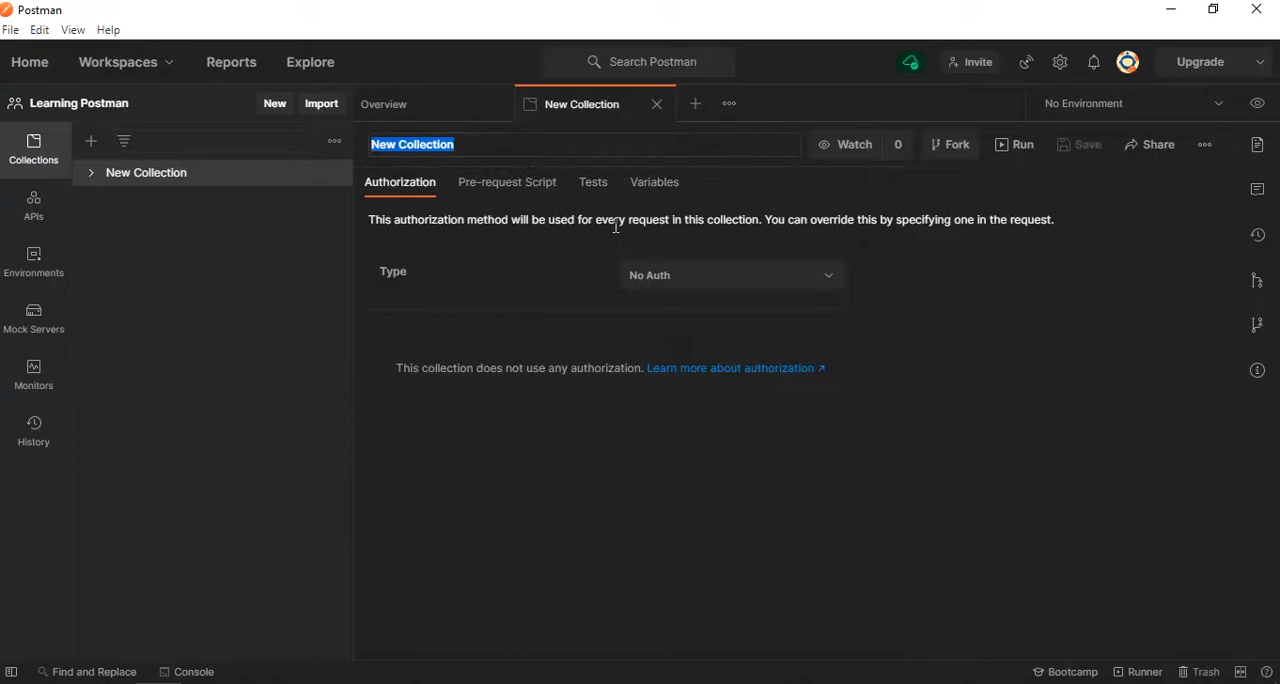 Postman
File Edit View Help
Home Workspaces Reports Explore Search Postman Invite Upgrade
Learning Postman New Import Overview New Collection No Environment
New Collection Watch 0 Fork Run Save Share
Collections
New Collection
Authorization Pre-request Script Tests Variables
APIs
This authorization method will be used for every request in this collection. You can override this by specifying one in the request.
Environments
Type No Auth
Mock Servers
This collection does not use any authorization. Learn more about authorization
Monitors
History
Find and Replace Console Bootcamp Runner Trash